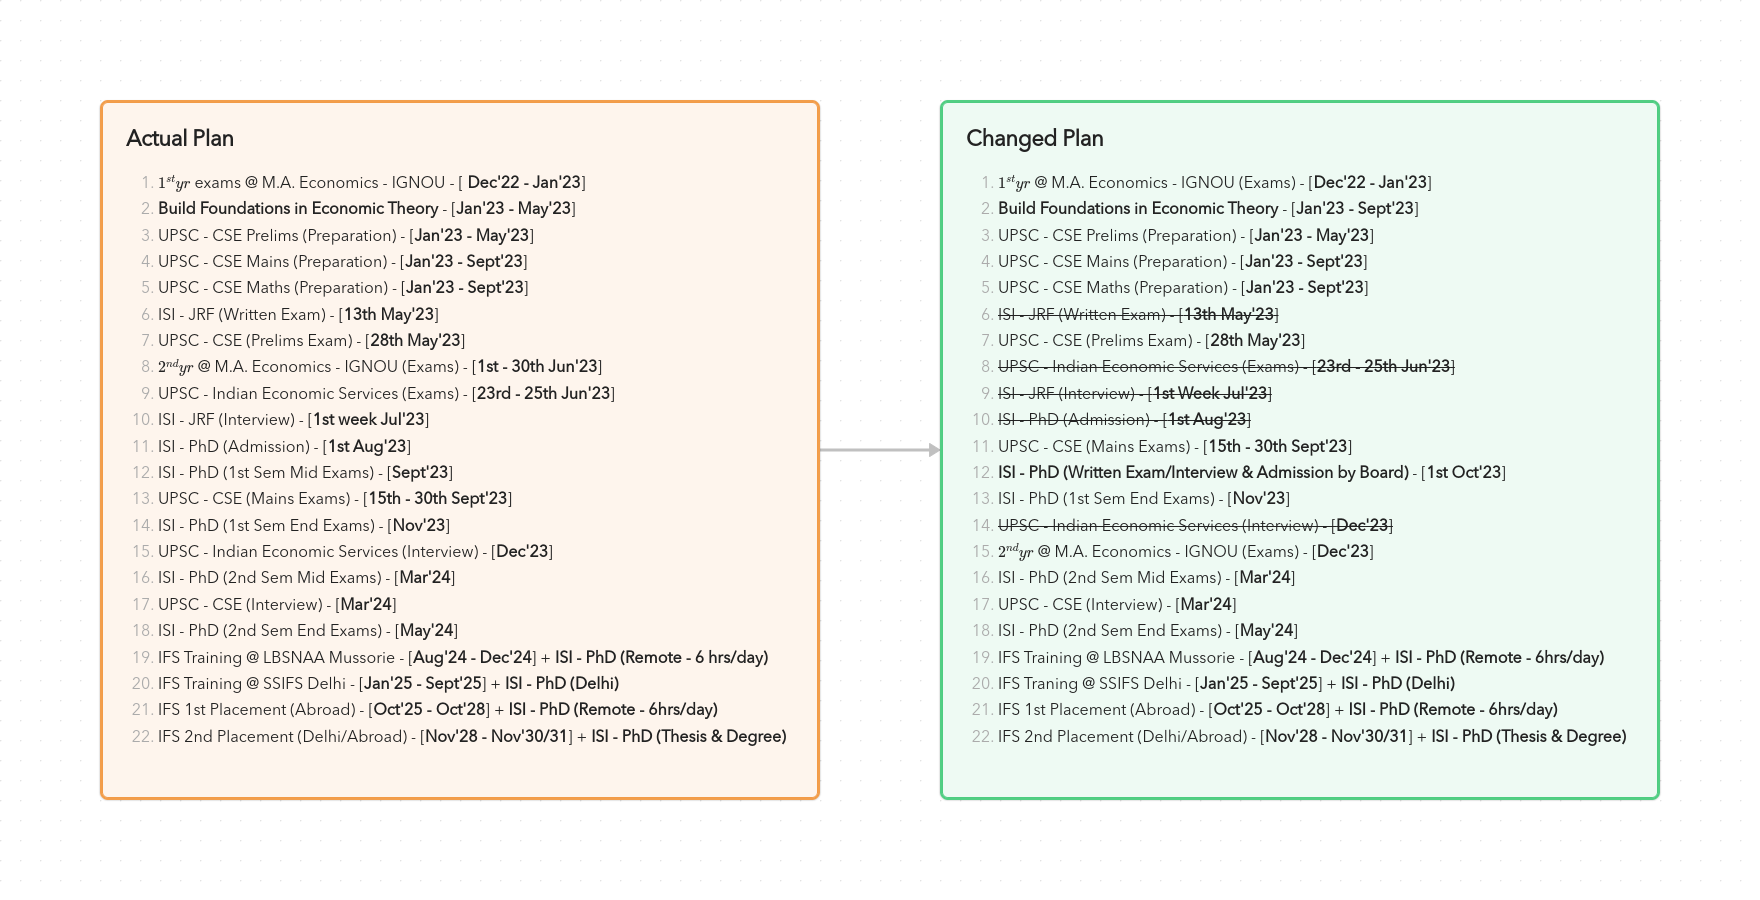 Actual Plan
1. 1st yr exams @ M.A. Economics - IGNOU - [ Dec'22 - Jan'23]
2. Build Foundations in Economic Theory - [Jan'23 - May'23]
3. UPSC - CSE Prelims (Preparation) - [Jan'23 - May'23]
4. UPSC - CSE Mains (Preparation) - [Jan'23 - Sept'23]
5. UPSC - CSE Maths (Preparation) - [Jan'23 - Sept'23]
6. ISI - JRF (Written Exam) - [13th May'23]
7. UPSC - CSE (Prelims Exam) - [28th May'23]
8. 2nd yr @ M.A. Economics - IGNOU (Exams) - [1st - 30th Jun'23]
9. UPSC - Indian Economic Services (Exams) - [23rd - 25th Jun'23]
10. ISI - JRF (Interview) - [1st week Jul'23]
11. ISI - PhD (Admission) - [1st Aug'23]
12. ISI - PhD (1st Sem Mid Exams) - [Sept'23]
13. UPSC - CSE (Mains Exams) - [15th - 30th Sept'23]
14. ISI - PhD (1st Sem End Exams) - [Nov'23]
15. UPSC - Indian Economic Services (Interview) - [Dec'23]
16. ISI - PhD (2nd Sem Mid Exams) - [Mar'24]
17. UPSC - CSE (Interview) - [Mar'24]
18. ISI - PhD (2nd Sem End Exams) - [May'24]
19. IFS Training @ LBSNAA Mussorie - [Aug'24 - Dec'24] + ISI - PhD (Remote - 6 hrs/day)
20. IFS Training @ SSIFS Delhi - [Jan'25 - Sept'25] + ISI - PhD (Delhi)
21. IFS 1st Placement (Abroad) - [Oct'25 - Oct'28] + ISI - PhD (Remote - 6hrs/day)
22. IFS 2nd Placement (Delhi/Abroad) - [Nov'28 - Nov'30/31] + ISI - PhD (Thesis & Degree)
Changed Plan
1. 1st yr @ M.A. Economics - IGNOU (Exams) - [Dec'22 - Jan'23]
2. Build Foundations in Economic Theory - [Jan'23 - Sept'23]
3. UPSC - CSE Prelims (Preparation) - [Jan'23 - May'23]
4. UPSC - CSE Mains (Preparation) - [Jan'23 - Sept'23]
5. UPSC - CSE Maths (Preparation) - [Jan'23 - Sept'23]
6. ISI - JRF (Written Exam) - [13th May'23]
7. UPSC - CSE (Prelims Exam) - [28th May'23]
8. UPSC - Indian Economic Services (Exams) - [23rd - 25th Jun'23]
9. ISI - JRF (Interview) - [1st Week Jul'23]
10. ISI - PhD (Admission) - [1st Aug'23]
11. UPSC - CSE (Mains Exams) - [15th - 30th Sept'23]
12. ISI - PhD (Written Exam/Interview & Admission by Board) - [1st Oct'23]
13. ISI - PhD (1st Sem End Exams) - [Nov'23]
14. UPSC - Indian Economic Services (Interview) - [Dec'23]
15. 2nd yr @ M.A. Economics - IGNOU (Exams) - [Dec'23]
16. ISI - PhD (2nd Sem Mid Exams) - [Mar'24]
17. UPSC - CSE (Interview) - [Mar'24]
18. ISI - PhD (2nd Sem End Exams) - [May'24]
19. IFS Training @ LBSNAA Mussorie - [Aug'24 - Dec'24] + ISI - PhD (Remote - 6hrs/day)
20. IFS Traning @ SSIFS Delhi - [Jan'25 - Sept'25] + ISI - PhD (Delhi)
21. IFS 1st Placement (Abroad) - [Oct'25 - Oct'28] + ISI - PhD (Remote - 6hrs/day)
22. IFS 2nd Placement (Delhi/Abroad) - [Nov'28 - Nov'30/31] + ISI - PhD (Thesis & Degree)